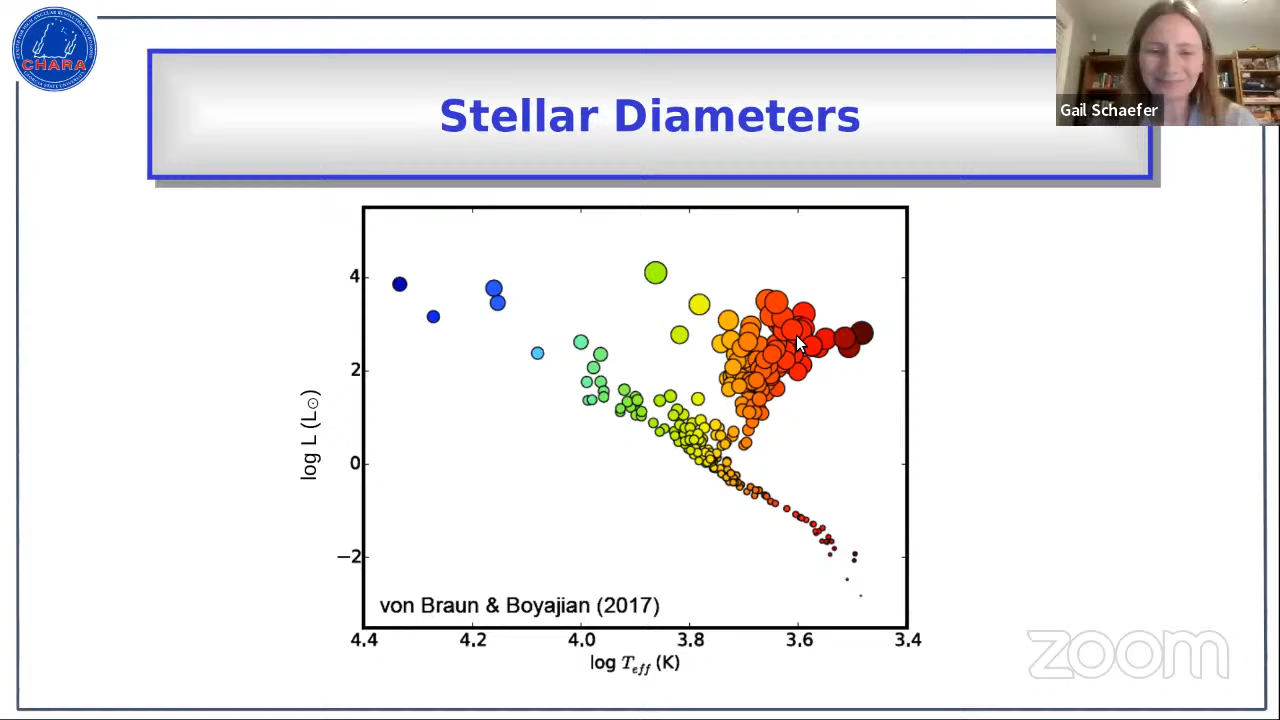 CHARA
Stellar Diameters
Gail Schaefer
4
2
0
−2
log L (L☉)
von Braun & Boyajian (2017)
4.4 4.2 4.0 3.8 3.6 3.4
log T_eff (K)
zoom